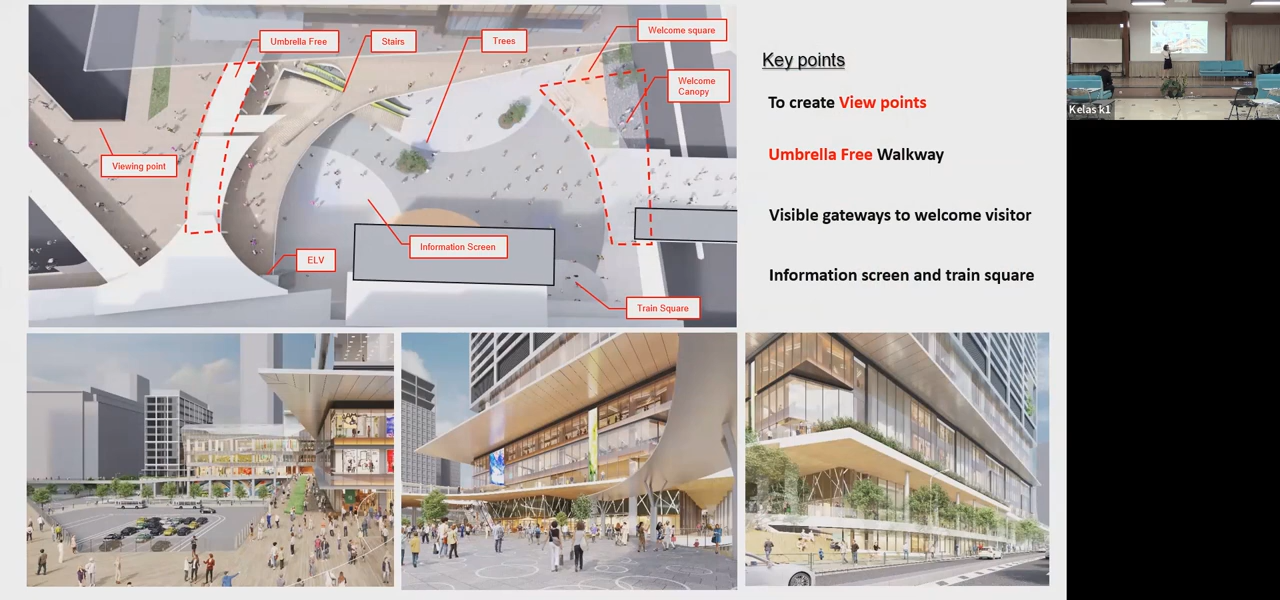 Umbrella Free
Stairs
Trees
Welcome square
Welcome
Canopy
Viewing point
Information Screen
ELV
Train Square
Key points
To create View points
Umbrella Free Walkway
Visible gateways to welcome visitor
Information screen and train square
Kelas k1